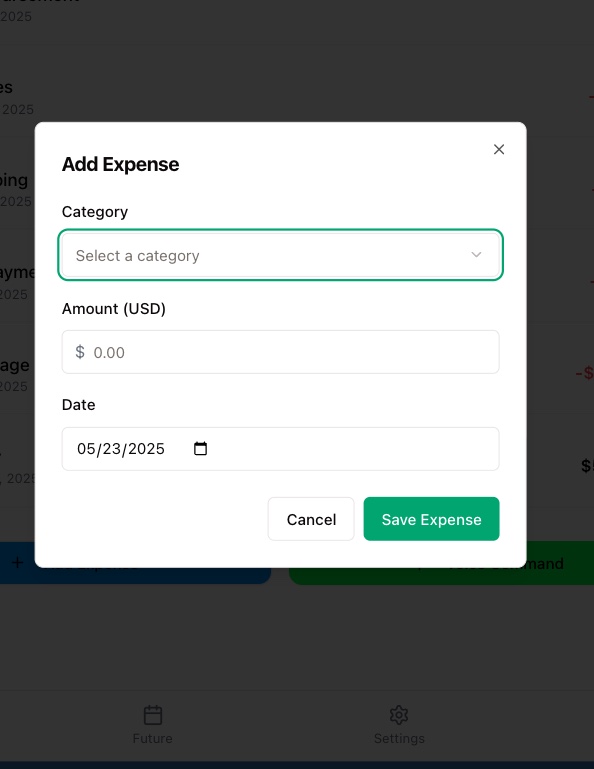 2025
es
2025
Add Expense
ping
2025
Category
Select a category
ayme
2025
Amount (USD)
$ 0.00
age
2025
-$
Date
05/23/2025
, 2025
$
Cancel
Save Expense
+
Future
Settings